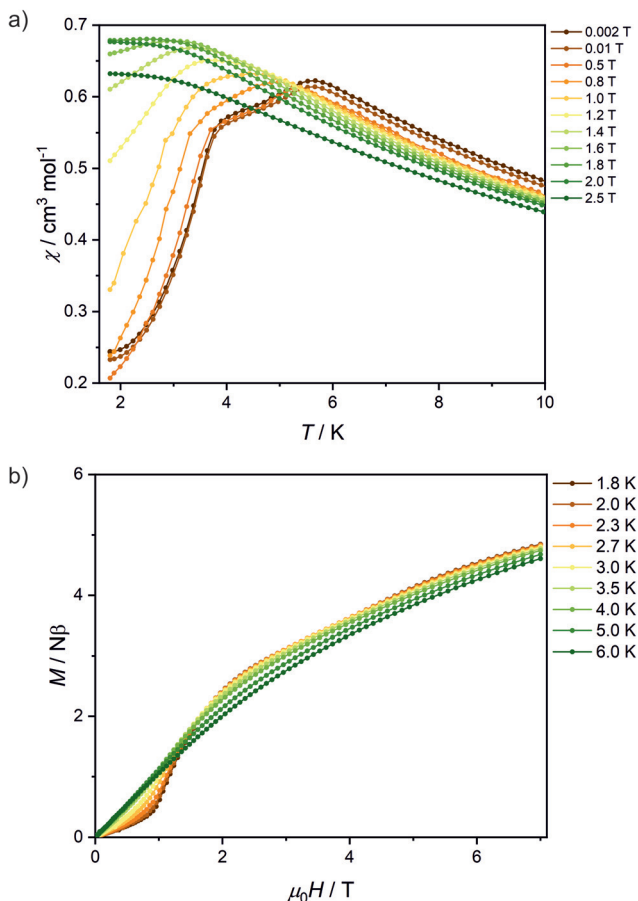 a)
0.7
0.6
0.5
0.4
0.3
0.2
χ / cm³ mol⁻¹
2
4
6
8
10
T / K
0.002 T
0.01 T
0.5 T
0.8 T
1.0 T
1.2 T
1.4 T
1.6 T
1.8 T
2.0 T
2.5 T
b)
6
4
2
0
M / Nβ
0
2
4
6
μ₀H / T
1.8 K
2.0 K
2.3 K
2.7 K
3.0 K
3.5 K
4.0 K
5.0 K
6.0 K